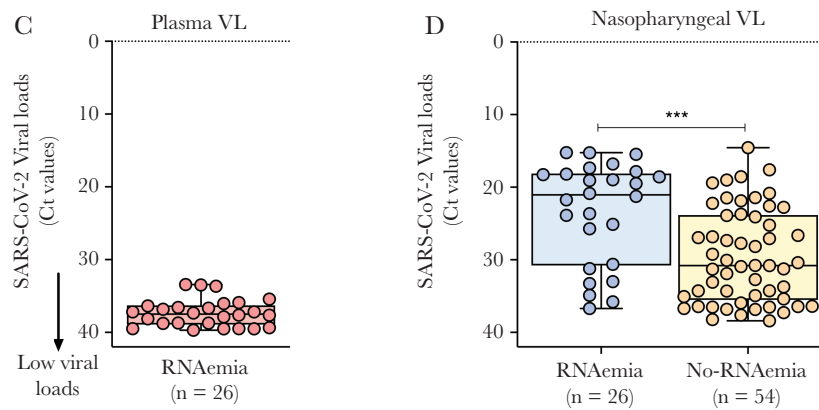 C
Plasma VL
SARS-CoV-2 Viral loads
(Ct values)
0
10
20
30
40
Low viral
loads
RNAemia
(n = 26)
D
Nasopharyngeal VL
SARS-CoV-2 Viral loads
(Ct values)
0
10
20
30
40
***
RNAemia
(n = 26)
No-RNAemia
(n = 54)